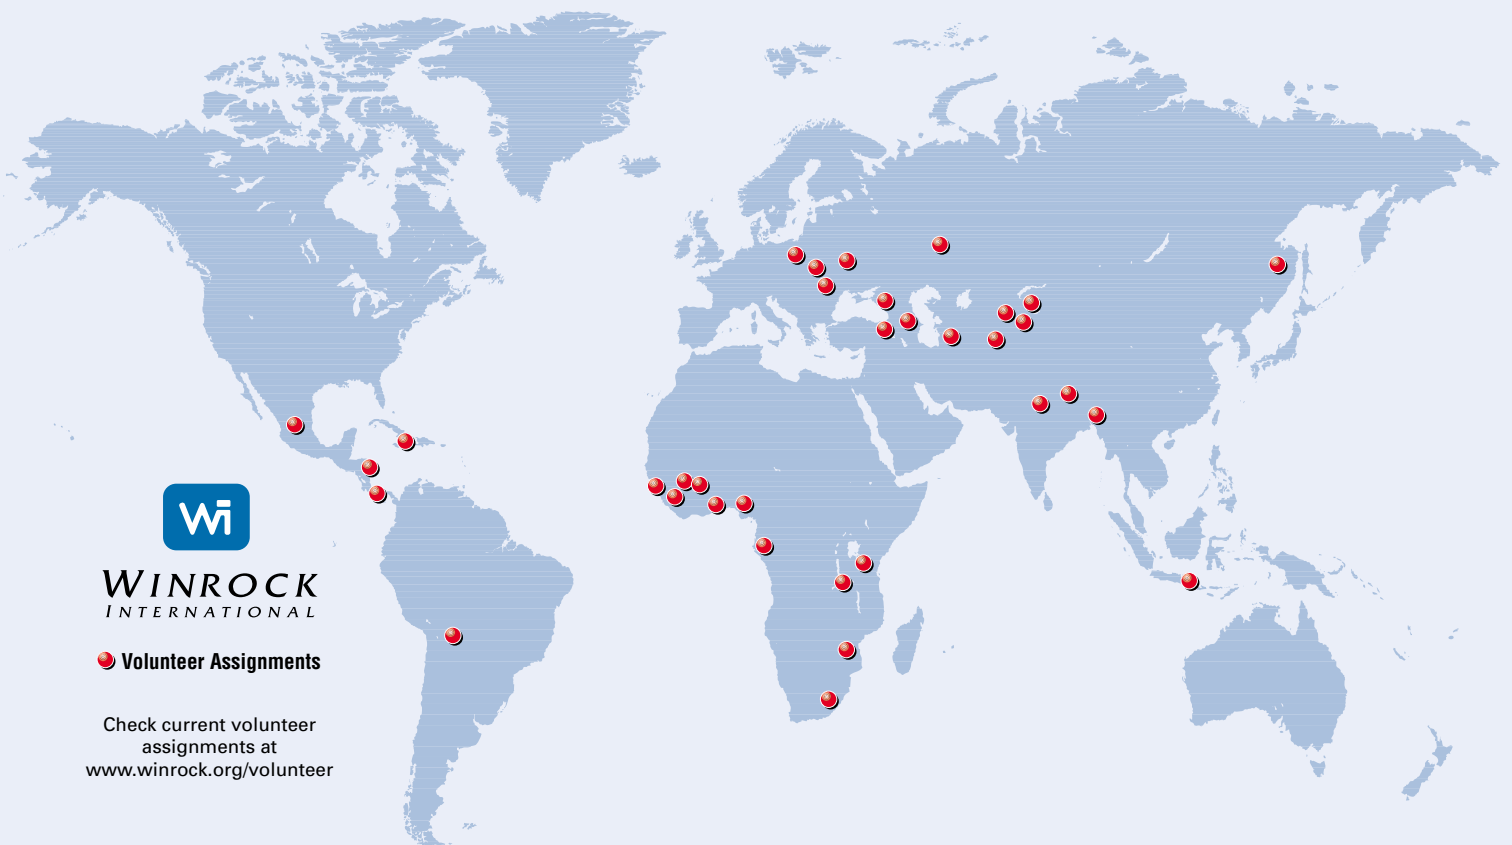 Wi
WINROCK
INTERNATIONAL
Volunteer Assignments
Check current volunteer
assignments at
www.winrock.org/volunteer